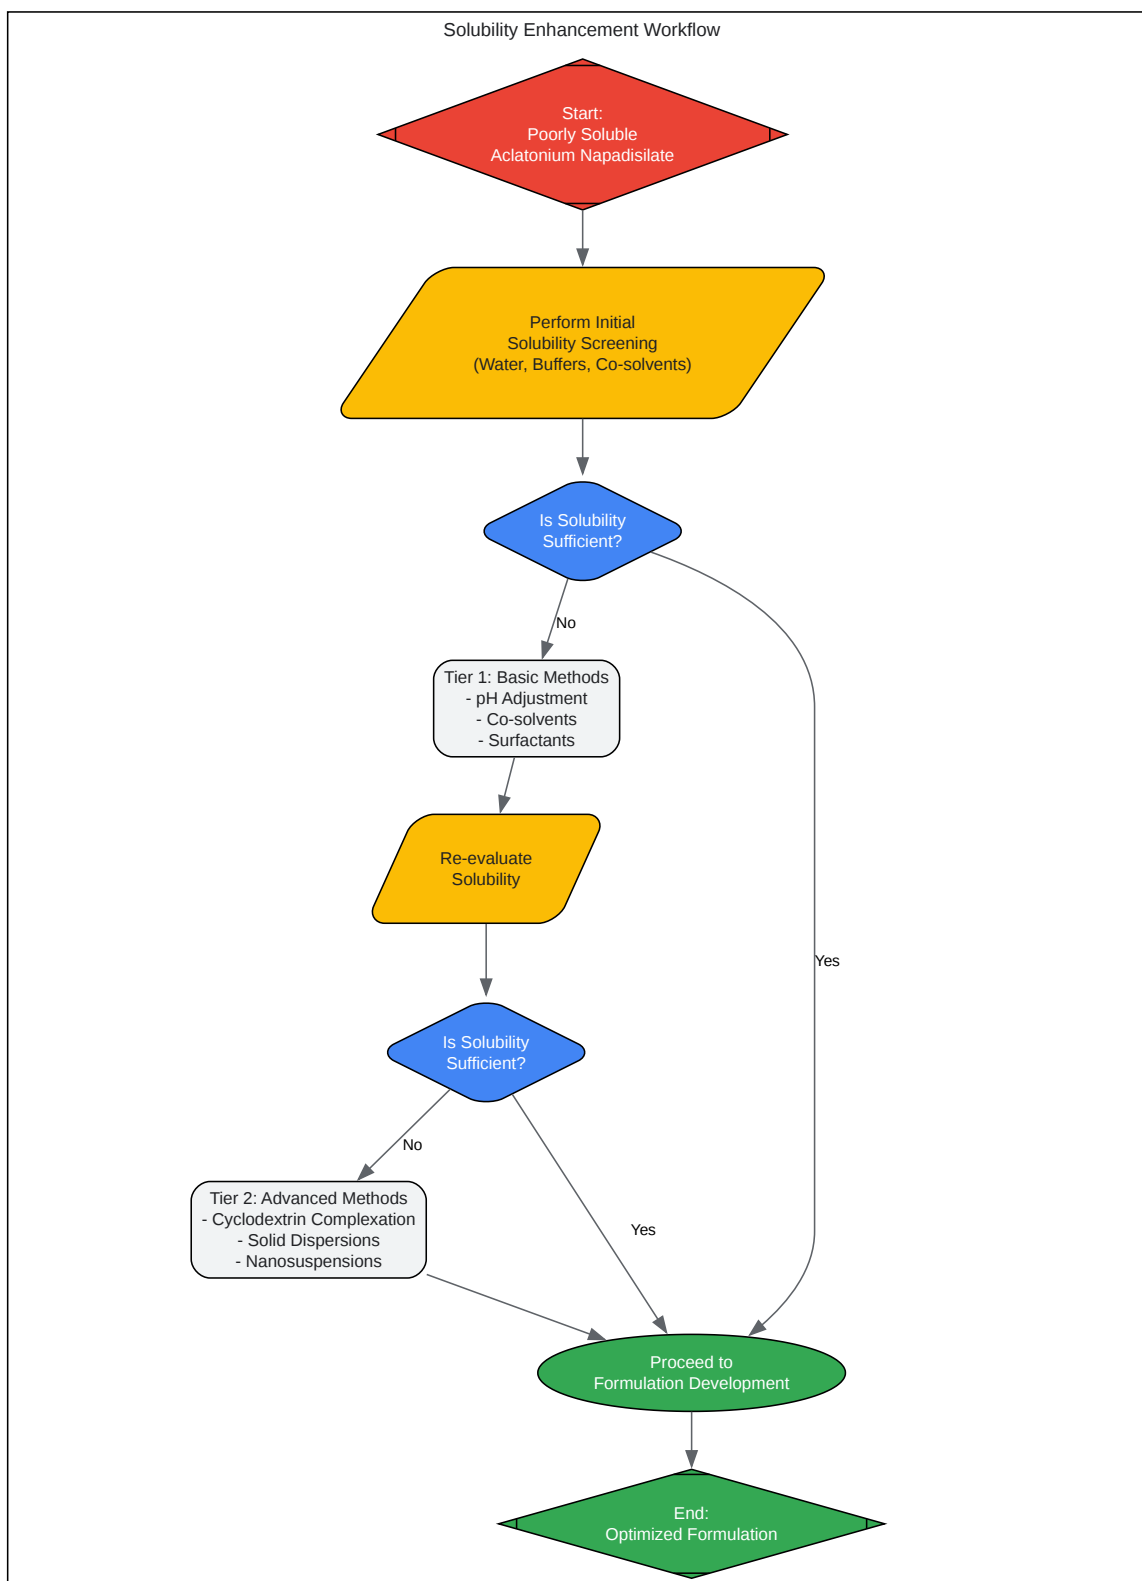 Solubility Enhancement Workflow
Start:
Poorly Soluble
Aclatonium Napadisilate
Perform Initial
Solubility Screening
(Water, Buffers, Co-solvents)
Is Solubility
Sufficient?
No
Tier 1: Basic Methods
- pH Adjustment
- Co-solvents
- Surfactants
Re-evaluate
Solubility
Yes
Is Solubility
Sufficient?
No
Tier 2: Advanced Methods
- Cyclodextrin Complexation
- Solid Dispersions
- Nanosuspensions
Yes
Proceed to
Formulation Development
End:
Optimized Formulation